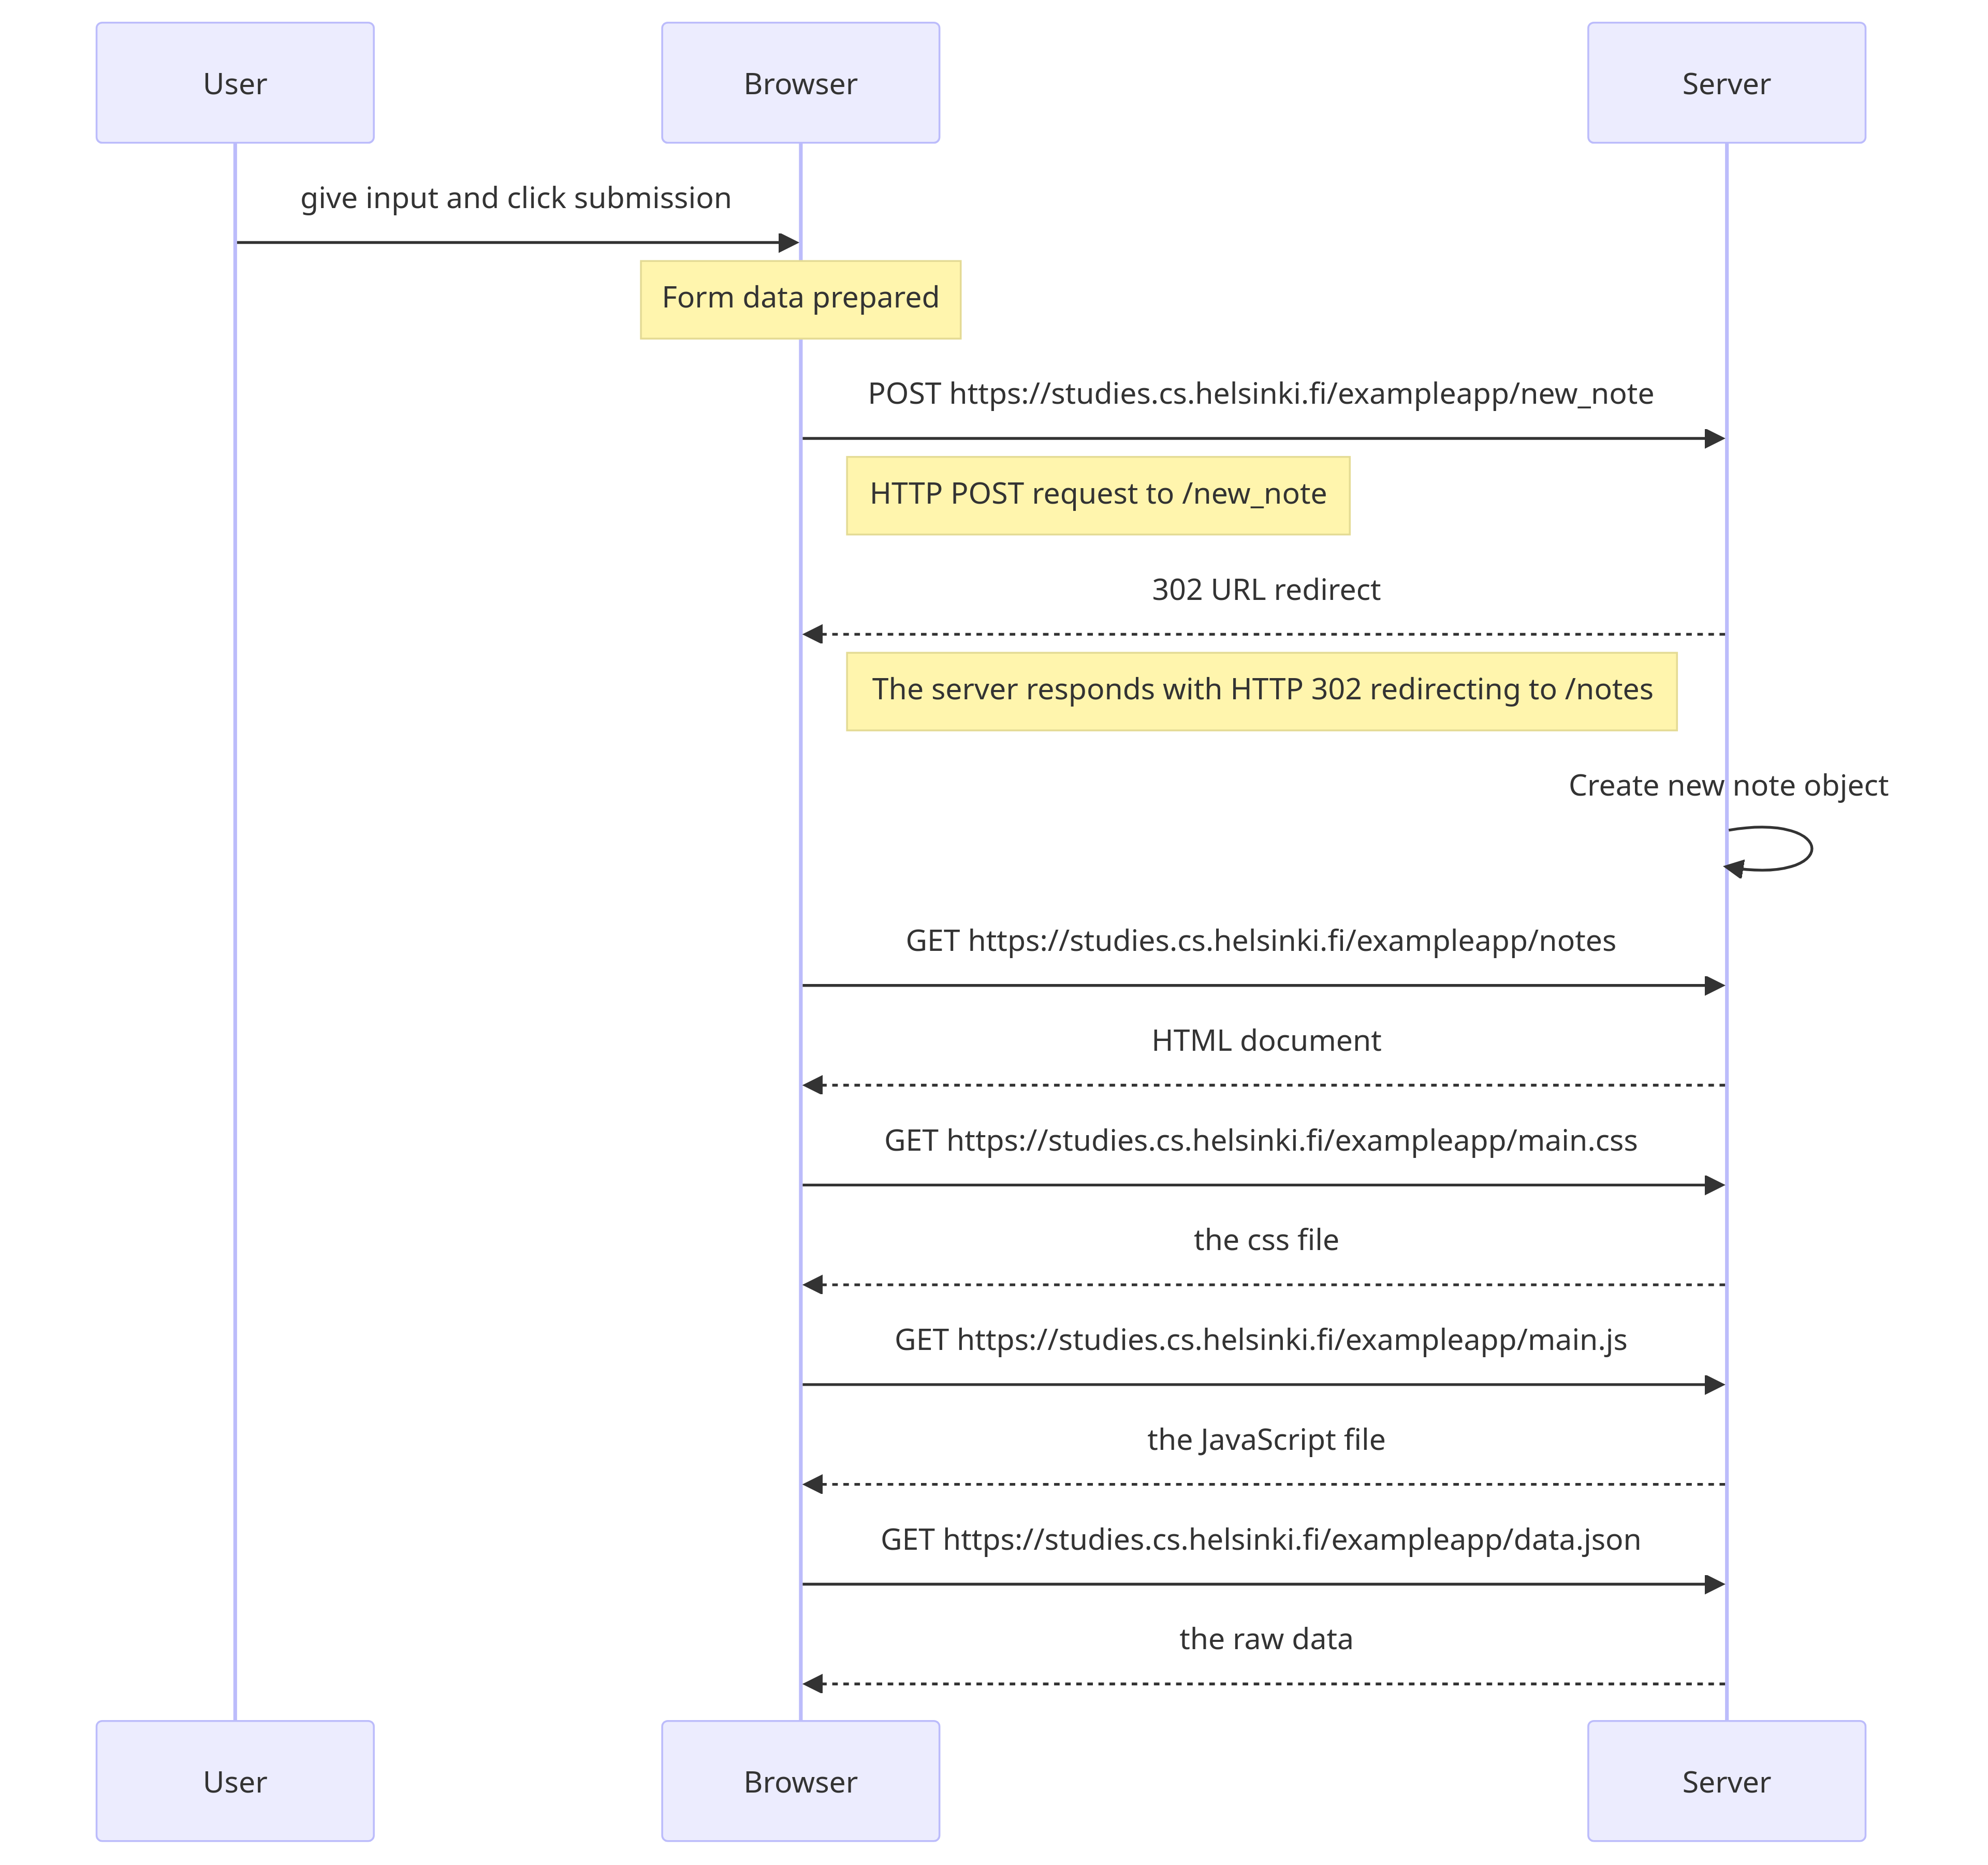 User
Browser
Server
give input and click submission
Form data prepared
POST https://studies.cs.helsinki.fi/exampleapp/new_note
HTTP POST request to /new_note
302 URL redirect
The server responds with HTTP 302 redirecting to /notes
Create new note object
GET https://studies.cs.helsinki.fi/exampleapp/notes
HTML document
GET https://studies.cs.helsinki.fi/exampleapp/main.css
the css file
GET https://studies.cs.helsinki.fi/exampleapp/main.js
the JavaScript file
GET https://studies.cs.helsinki.fi/exampleapp/data.json
the raw data
User
Browser
Server